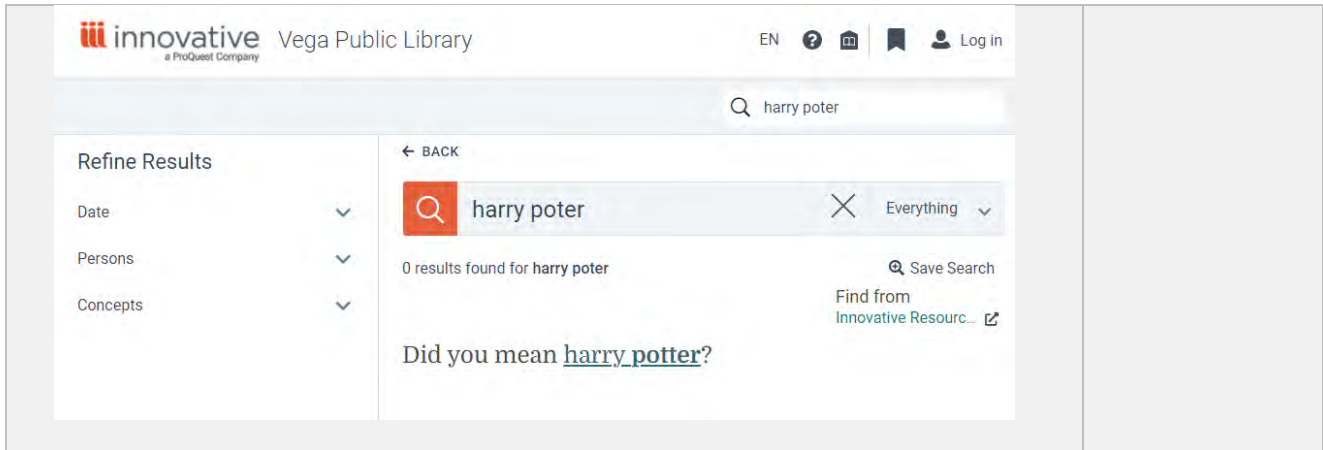 innovative Vega Public Library EN Log in
a ProQuest Company
harry poter
Refine Results
Date
Persons
Concepts
BACK
harry poter Everything
0 results found for harry poter Save Search
Find from
Innovative Resourc...
Did you mean harry potter?